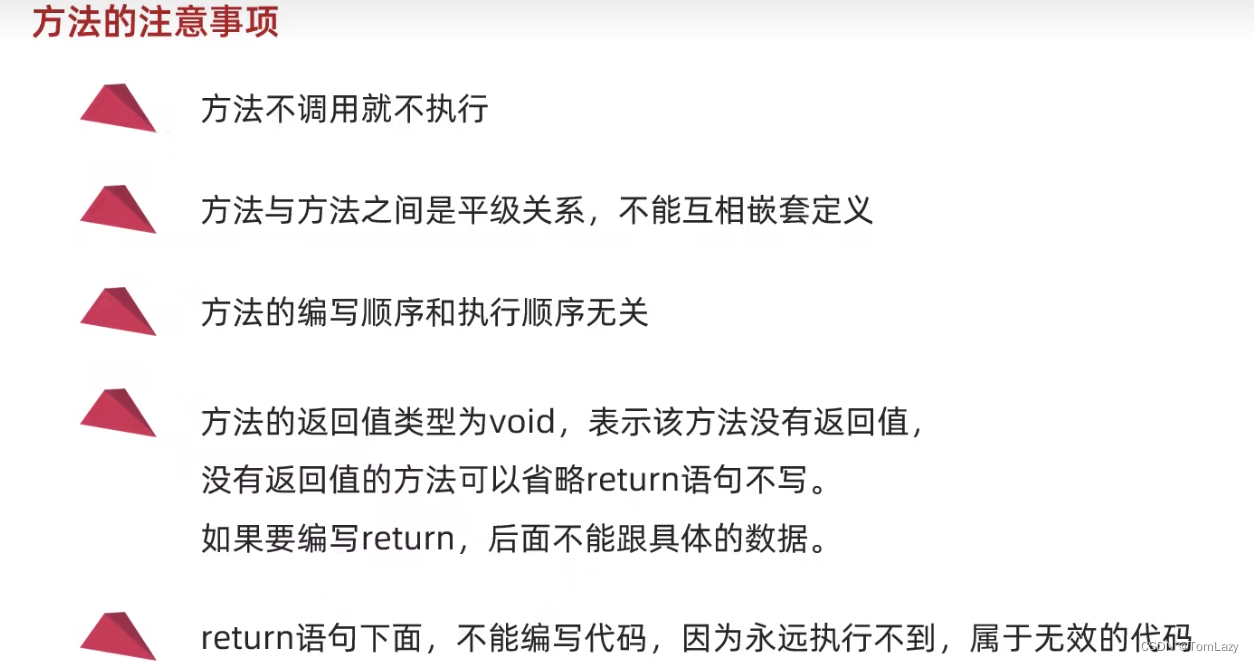 方法的注意事项
方法不调用就不执行
方法与方法之间是平级关系，不能互相嵌套定义
方法的编写顺序和执行顺序无关
方法的返回值类型为void，表示该方法没有返回值，
没有返回值的方法可以省略return语句不写。
如果要编写return，后面不能跟具体的数据。
return语句下面，不能编写代码，因为永远执行不到，属于无效的代码
CSDN @TomLazy